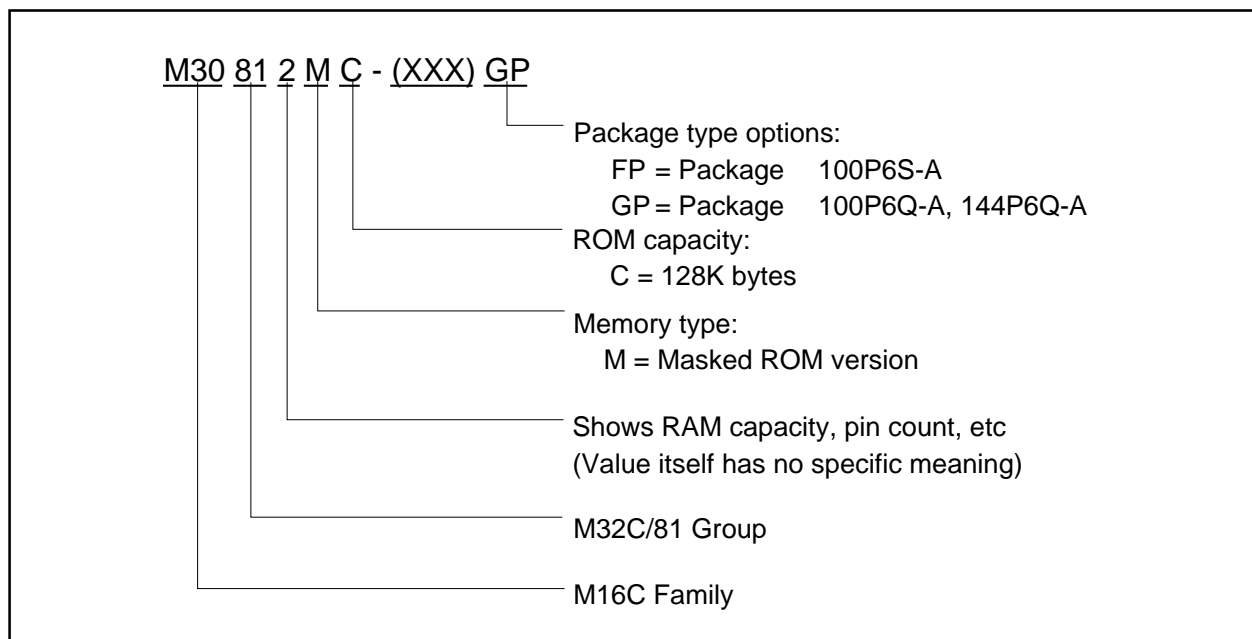 M30 81 2 M C - (XXX) GP
Package type options:
FP = Package 100P6S-A
GP = Package 100P6Q-A, 144P6Q-A
ROM capacity:
C = 128K bytes
Memory type:
M = Masked ROM version
Shows RAM capacity, pin count, etc
(Value itself has no specific meaning)
M32C/81 Group
M16C Family